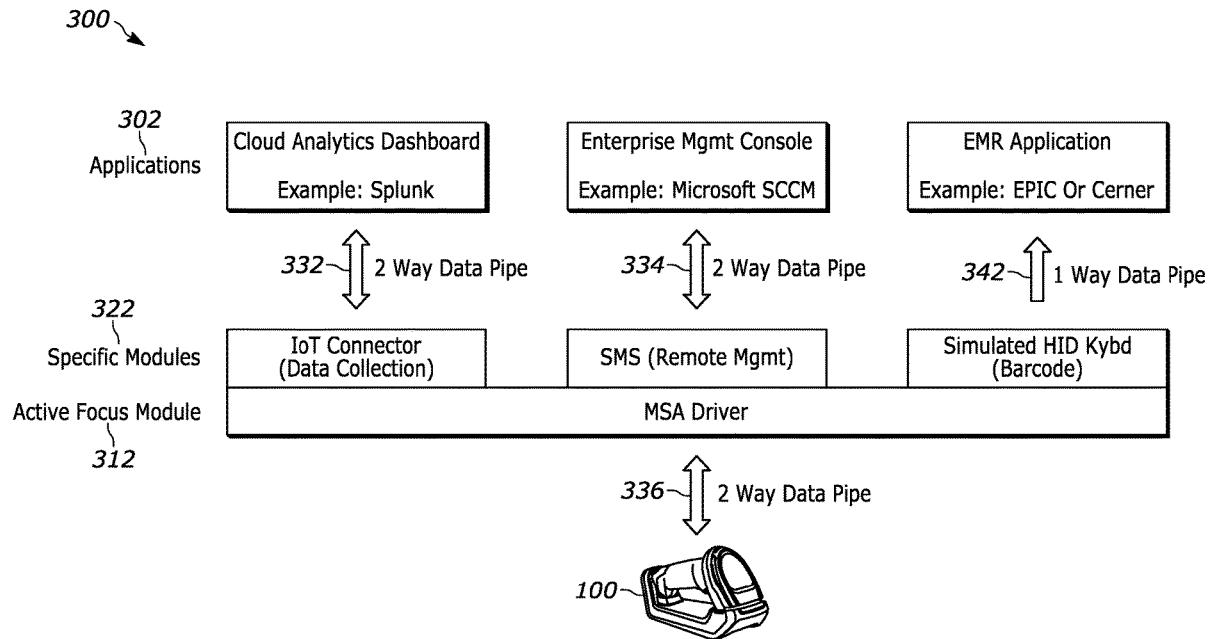 300
302
Applications
Cloud Analytics Dashboard
Example: Splunk
Enterprise Mgmt Console
Example: Microsoft SCCM
EMR Application
Example: EPIC Or Cerner
332
2 Way Data Pipe
334
2 Way Data Pipe
342
1 Way Data Pipe
322
Specific Modules
IoT Connector
(Data Collection)
SMS (Remote Mgmt)
Simulated HID Kybd
(Barcode)
Active Focus Module
312
MSA Driver
336
2 Way Data Pipe
100